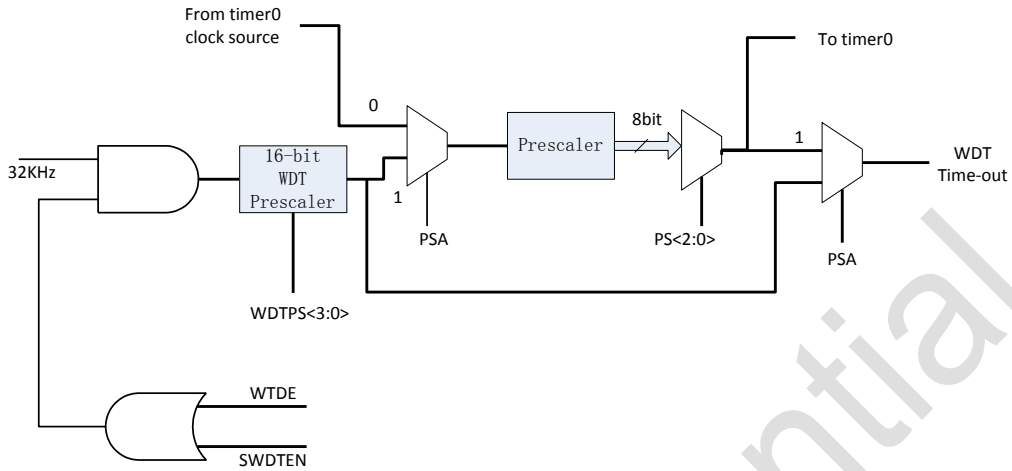 From timer0
clock source
To timer0
0
8bit
Prescaler
1
WDT
Time-out
32KHz
16-bit
WDT
Prescaler
1
PSA
PS<2:0>
PSA
WDTPS<3:0>
WTDE
SWDTEN
ntial